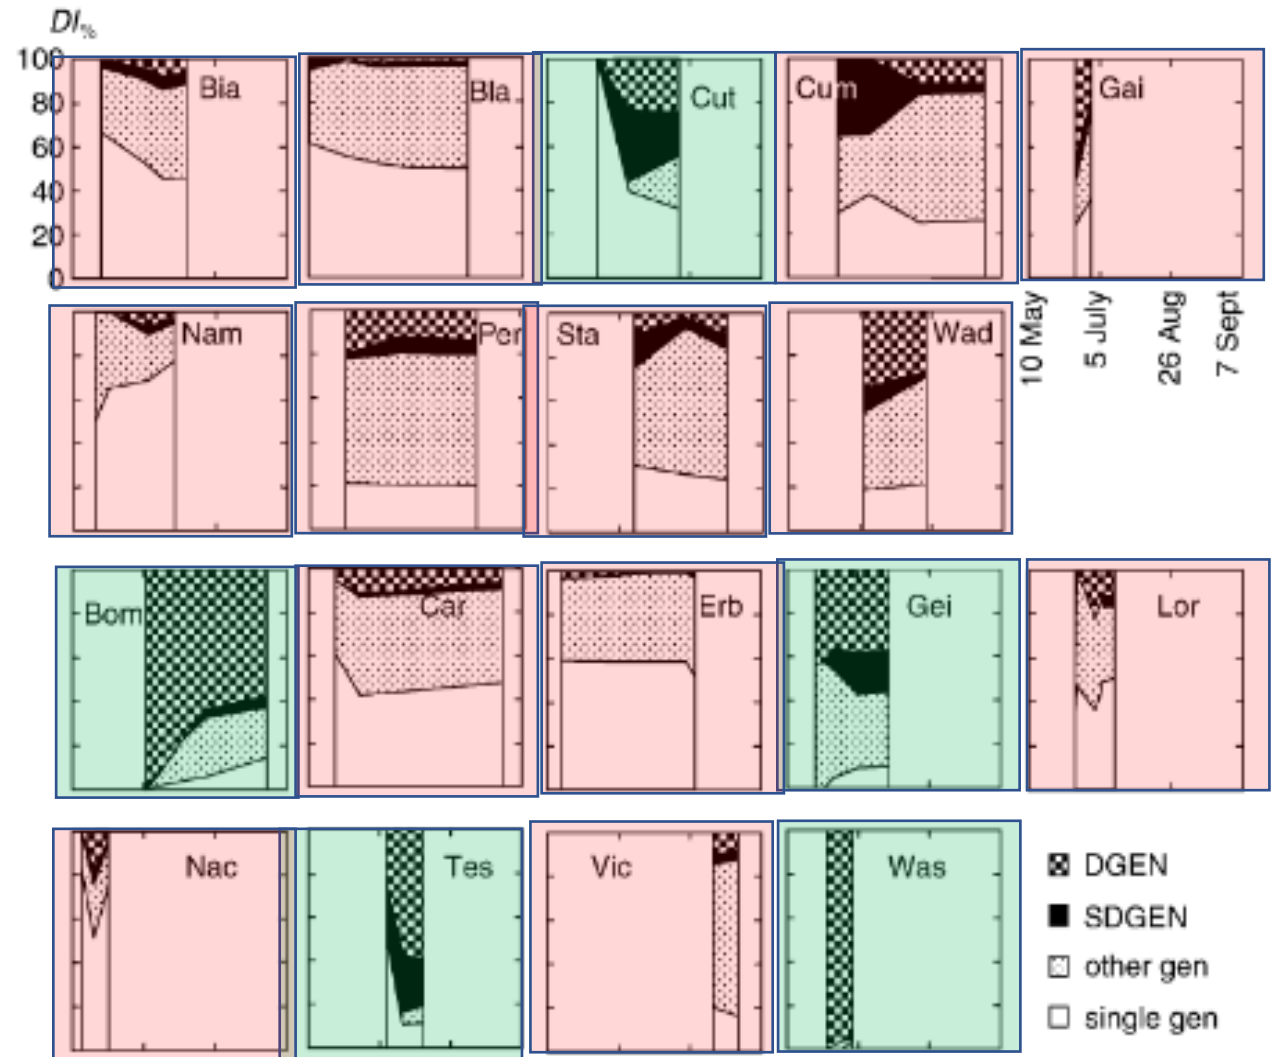 DI%
100
80
60
40
20
0
Bia
Bla
Cut
Cum
Gai
10 May
5 July
26 Aug
7 Sept
Nam
Per
Sta
Wad
Bom
Car
Erb
Gei
Lor
Nac
Tes
Vic
Was
DGEN
SDGEN
other gen
single gen